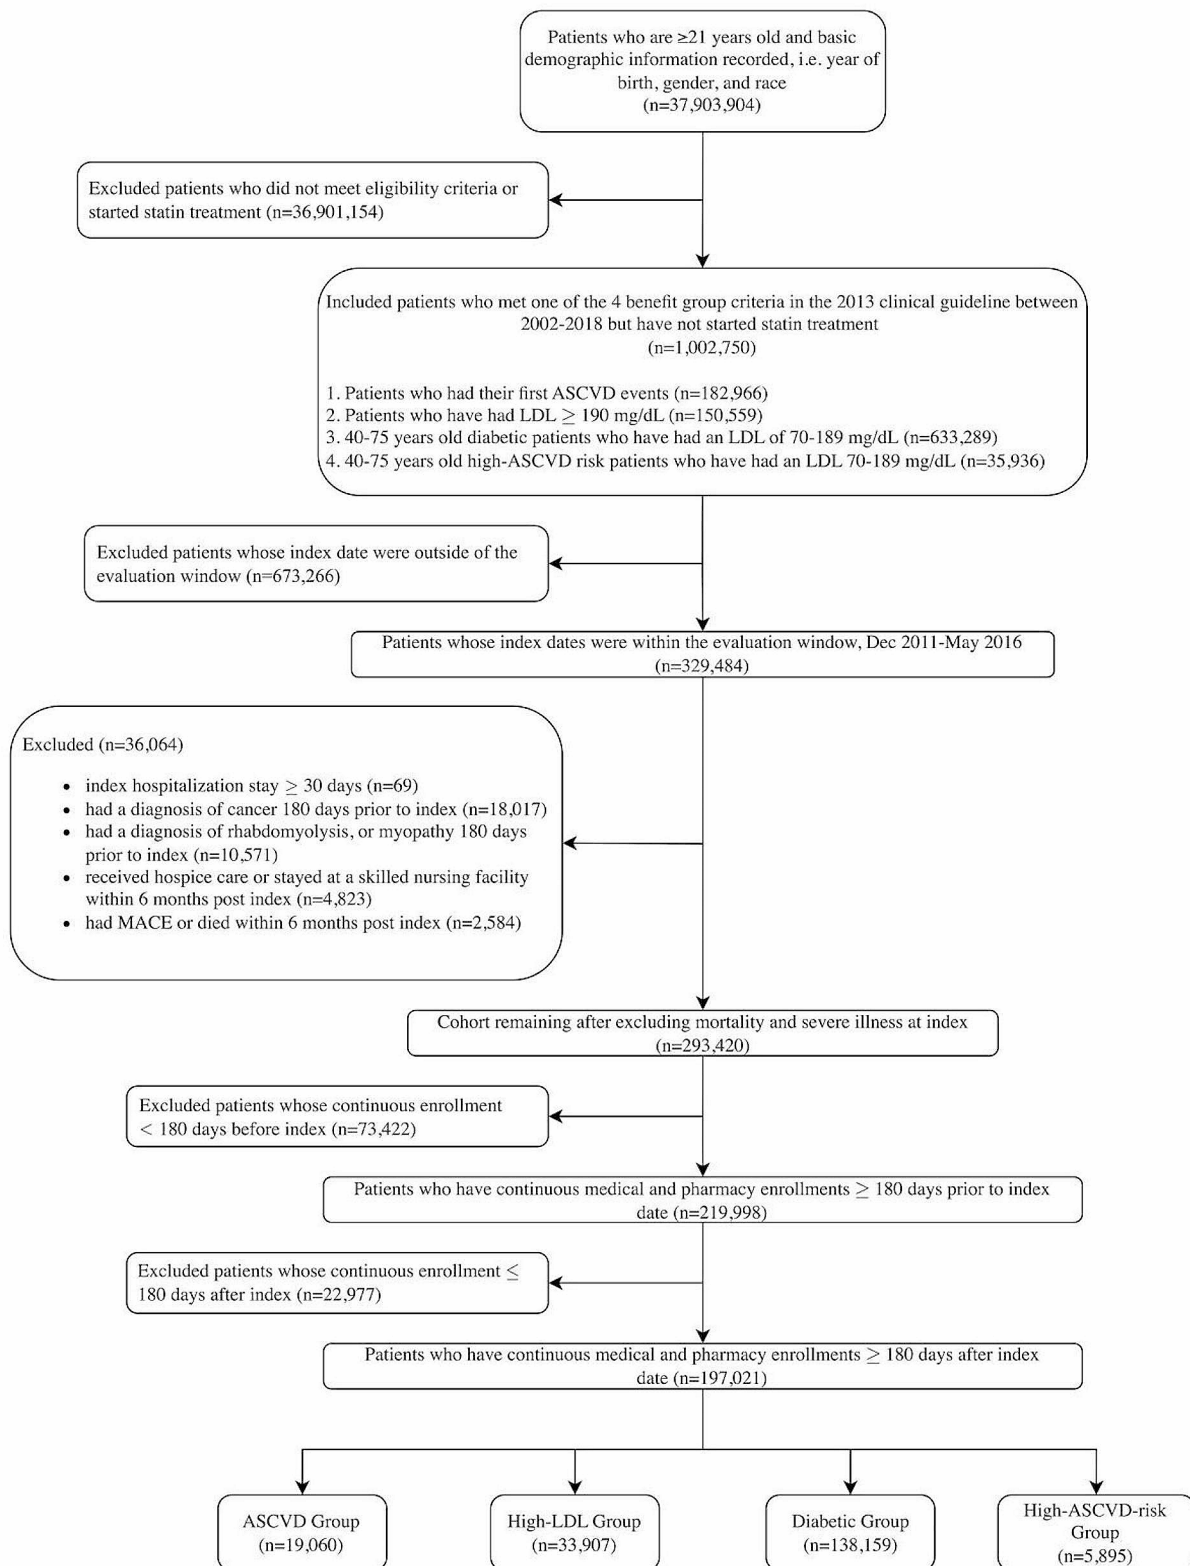 Patients who are ≥21 years old and basic
demographic information recorded, i.e. year of
birth, gender, and race
(n=37,903,904)
Excluded patients who did not meet eligibility criteria or
started statin treatment (n=36,901,154)
Included patients who met one of the 4 benefit group criteria in the 2013 clinical guideline between
2002-2018 but have not started statin treatment
(n=1,002,750)
1. Patients who had their first ASCVD events (n=182,966)
2. Patients who have had LDL ≥ 190 mg/dL (n=150,559)
3. 40-75 years old diabetic patients who have had an LDL of 70-189 mg/dL (n=633,289)
4. 40-75 years old high-ASCVD risk patients who have had an LDL 70-189 mg/dL (n=35,936)
Excluded patients whose index date were outside of the
evaluation window (n=673,266)
Patients whose index dates were within the evaluation window, Dec 2011-May 2016
(n=329,484)
Excluded (n=36,064)
• index hospitalization stay ≥ 30 days (n=69)
• had a diagnosis of cancer 180 days prior to index (n=18,017)
• had a diagnosis of rhabdomyolysis, or myopathy 180 days
prior to index (n=10,571)
• received hospice care or stayed at a skilled nursing facility
within 6 months post index (n=4,823)
• had MACE or died within 6 months post index (n=2,584)
Cohort remaining after excluding mortality and severe illness at index
(n=293,420)
Excluded patients whose continuous enrollment
< 180 days before index (n=73,422)
Patients who have continuous medical and pharmacy enrollments ≥ 180 days prior to index
date (n=219,998)
Excluded patients whose continuous enrollment ≤
180 days after index (n=22,977)
Patients who have continuous medical and pharmacy enrollments ≥ 180 days after index
date (n=197,021)
ASCVD Group
(n=19,060)
High-LDL Group
(n=33,907)
Diabetic Group
(n=138,159)
High-ASCVD-risk
Group
(n=5,895)